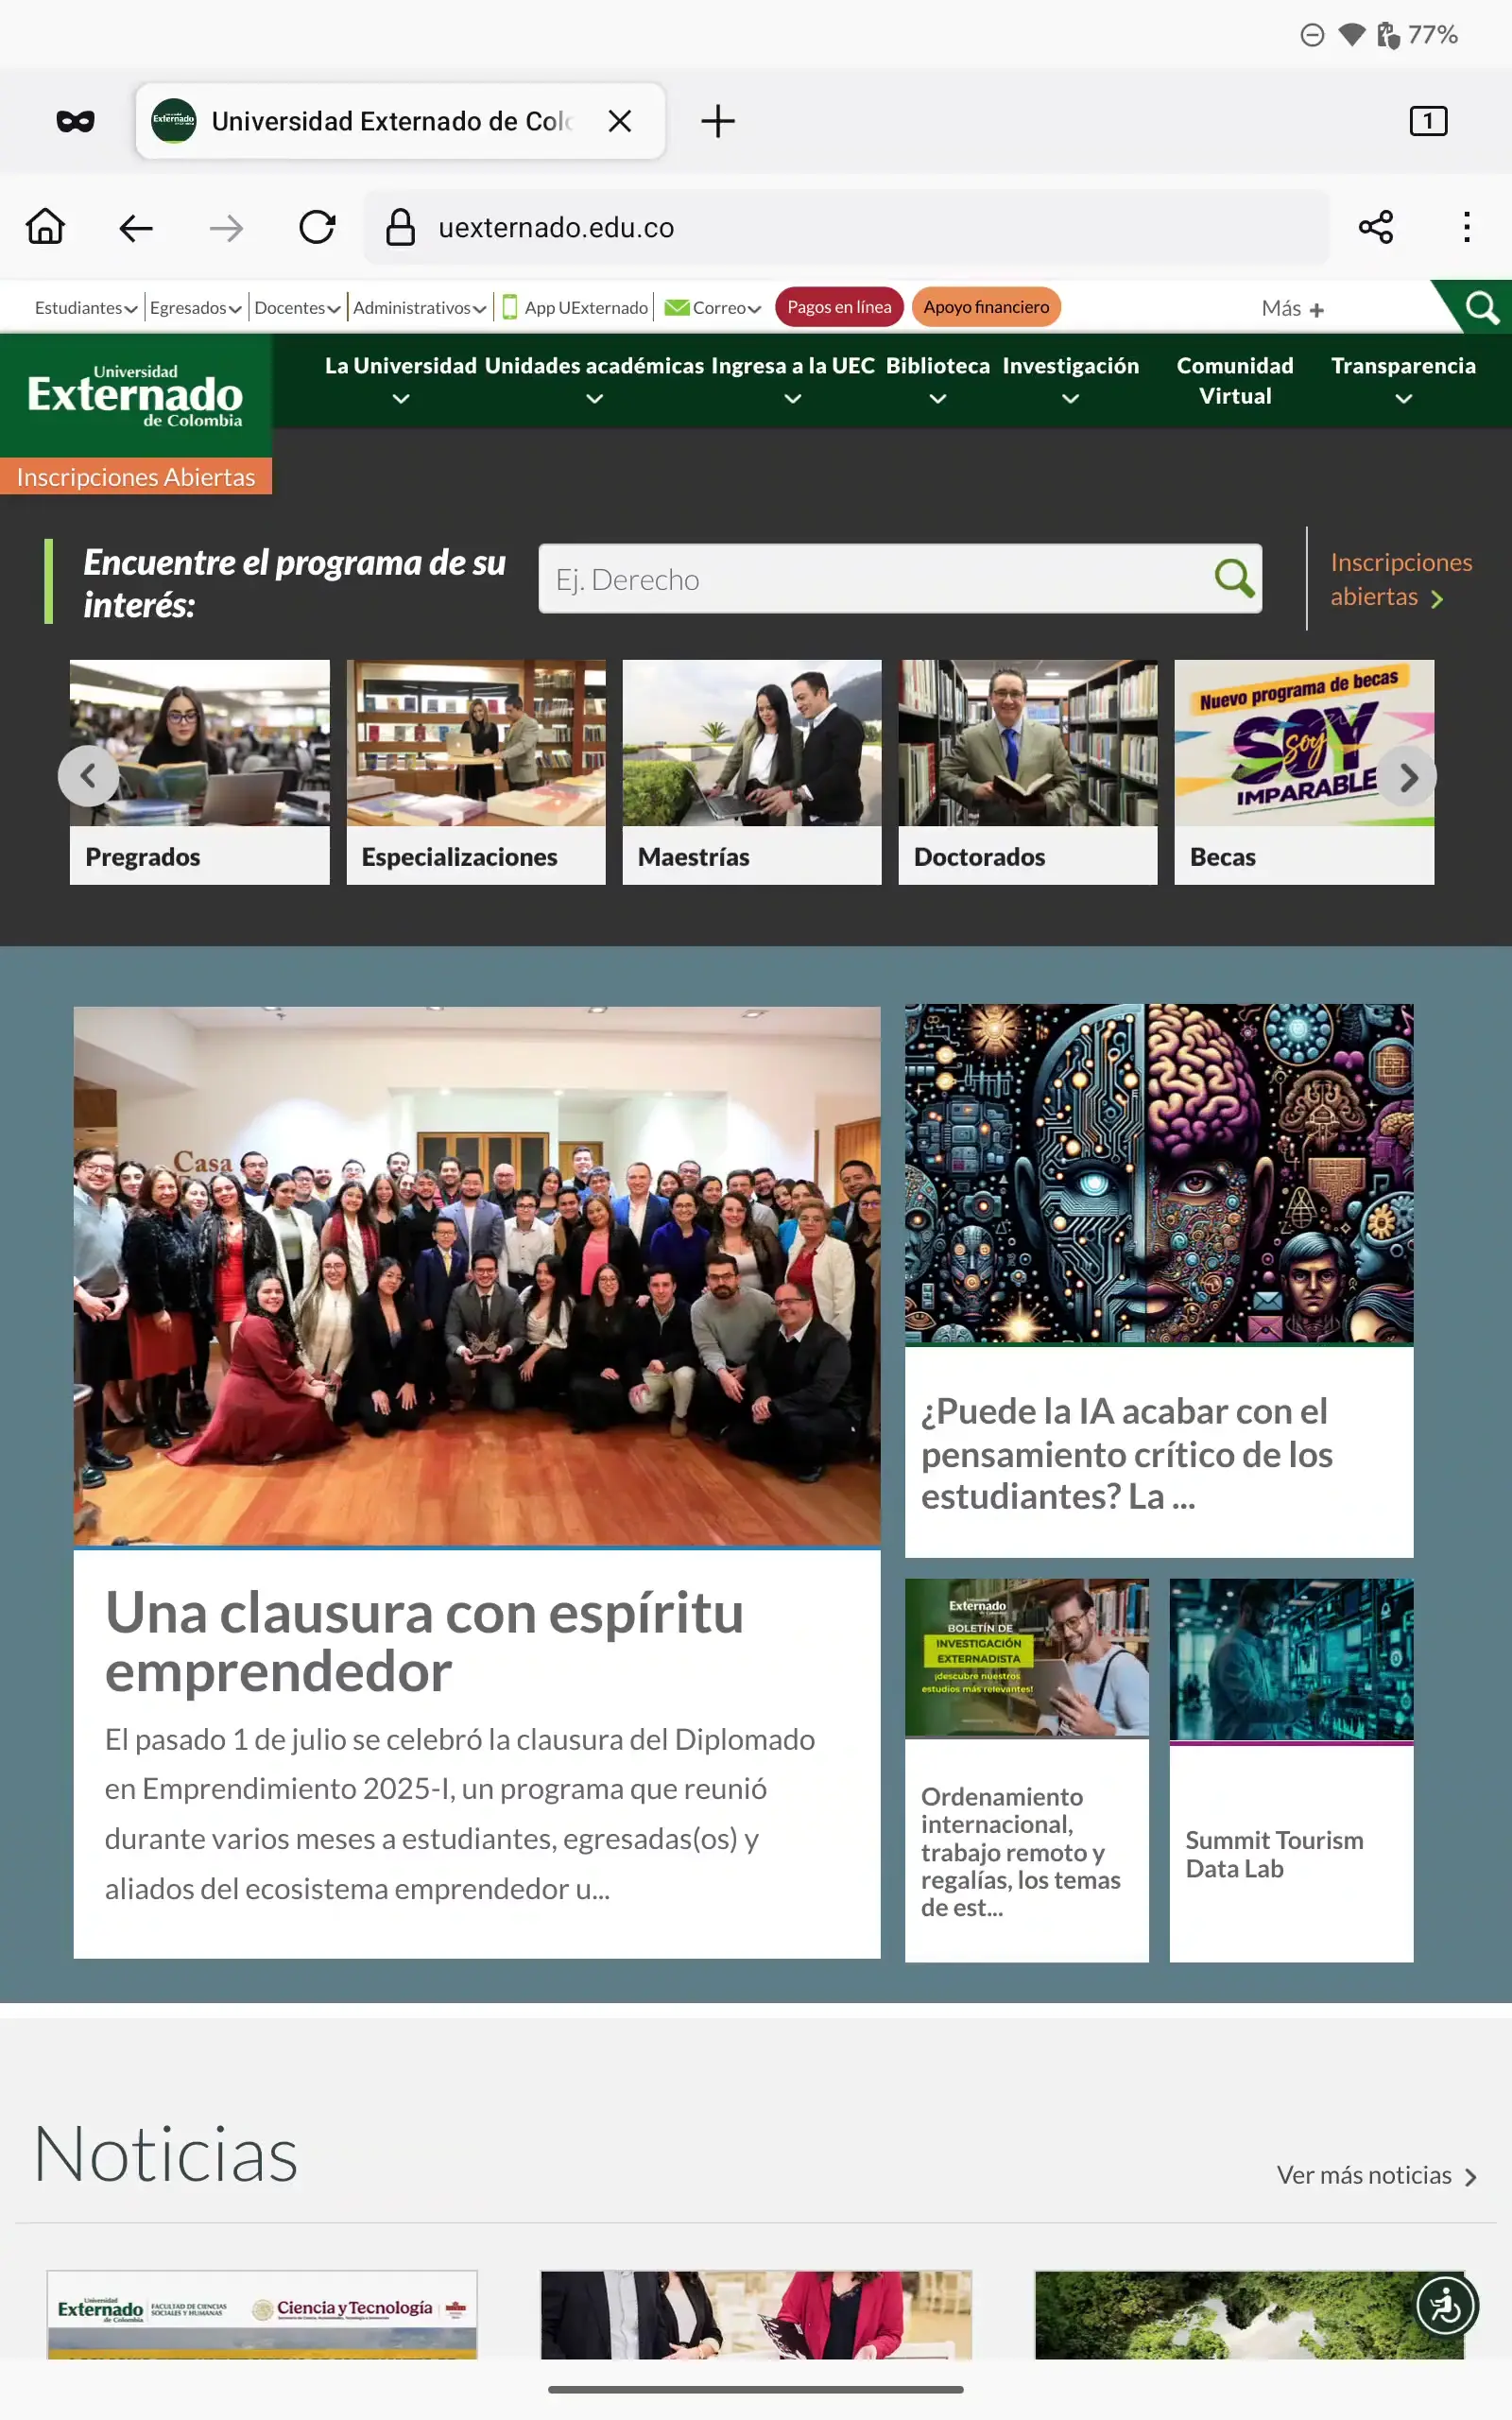 77%
Universidad Externado de Colo
1
uexternado.edu.co
Estudiantes Egresados Docentes Administrativos App UExternado Correo Pagos en línea Apoyo financiero Más +
Universidad
Externado
de Colombia
Inscripciones Abiertas
La Universidad Unidades académicas Ingresa a la UEC Biblioteca Investigación Comunidad Virtual Transparencia
Encuentre el programa de su
interés:
Ej. Derecho
Inscripciones
abiertas
Nuevo programa de becas
SOY
soy
IMPARABLE
Pregrados
Especializaciones
Maestrías
Doctorados
Becas
Casa
Una clausura con espíritu
emprendedor
El pasado 1 de julio se celebró la clausura del Diplomado
en Emprendimiento 2025-I, un programa que reunió
durante varios meses a estudiantes, egresadas(os) y
aliados del ecosistema emprendedor u...
¿Puede la IA acabar con el
pensamiento crítico de los
estudiantes? La ...
Externado
BOLETÍN DE
INVESTIGACIÓN
EXTERNADISTA
¡descubre nuestros
estudios más relevantes!
Ordenamiento
internacional,
trabajo remoto y
regalías, los temas
de est...
Summit Tourism
Data Lab
Noticias
Ver más noticias
Universidad
Externado
de Colombia
FACULTAD DE CIENCIAS
SOCIALES Y HUMANAS
Ciencia y Tecnología